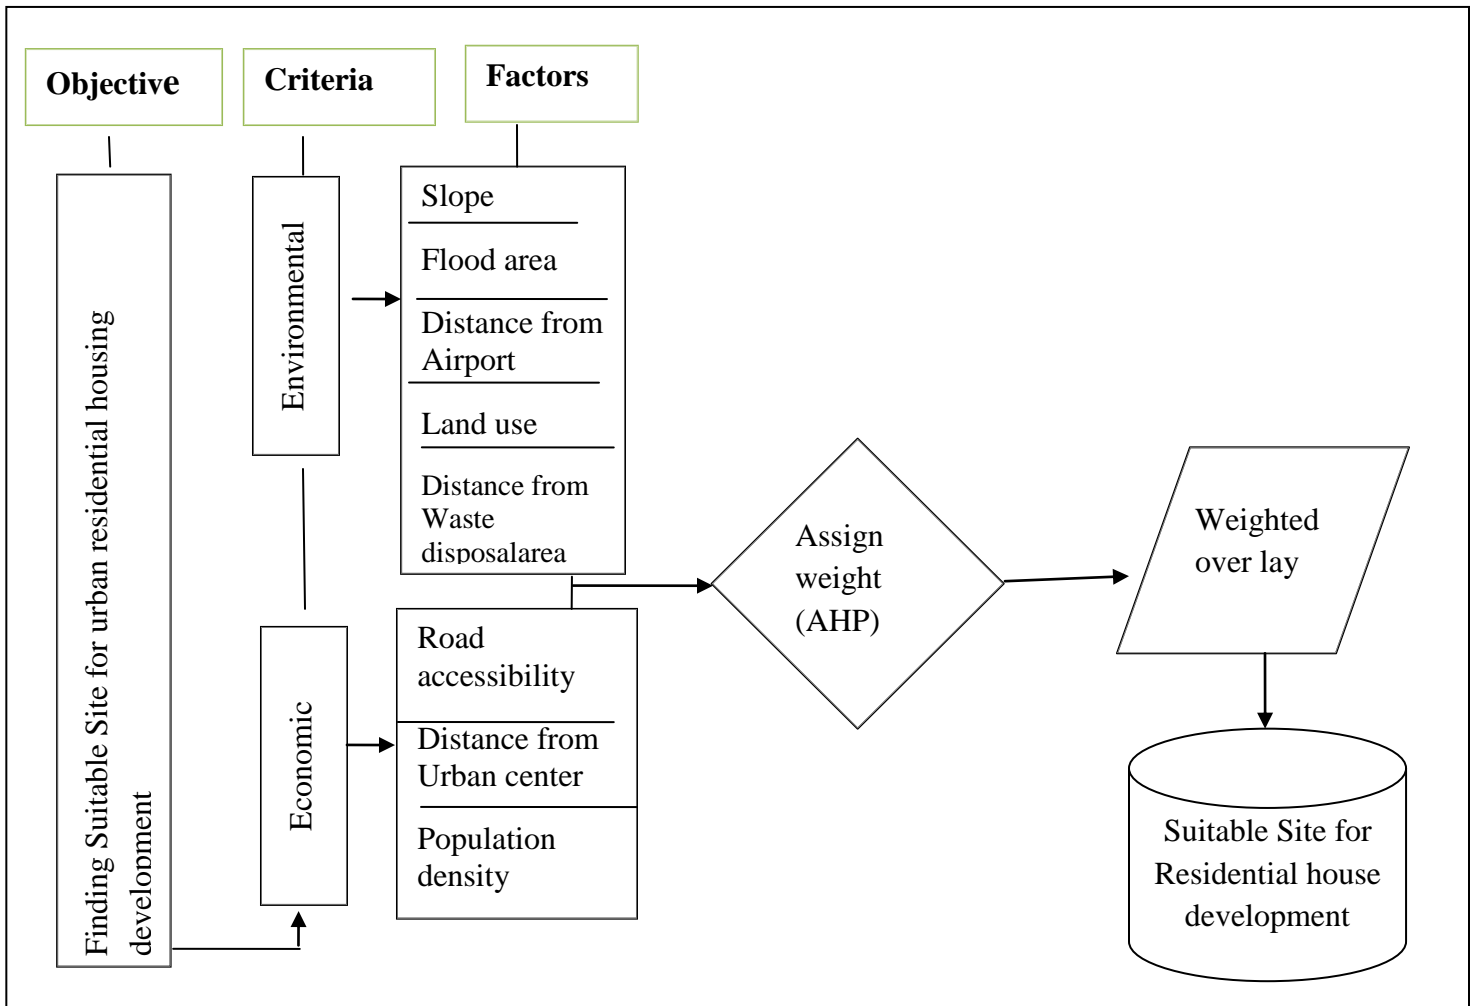 Objective
Criteria
Factors
Finding Suitable Site for urban residential housing
development
Environmental
Economic
Slope
Flood area
Distance from
Airport
Land use
Distance from
Waste
disposalarea
Road
accessibility
Distance from
Urban center
Population
density
Assign
weight
(AHP)
Weighted
over lay
Suitable Site for
Residential house
development